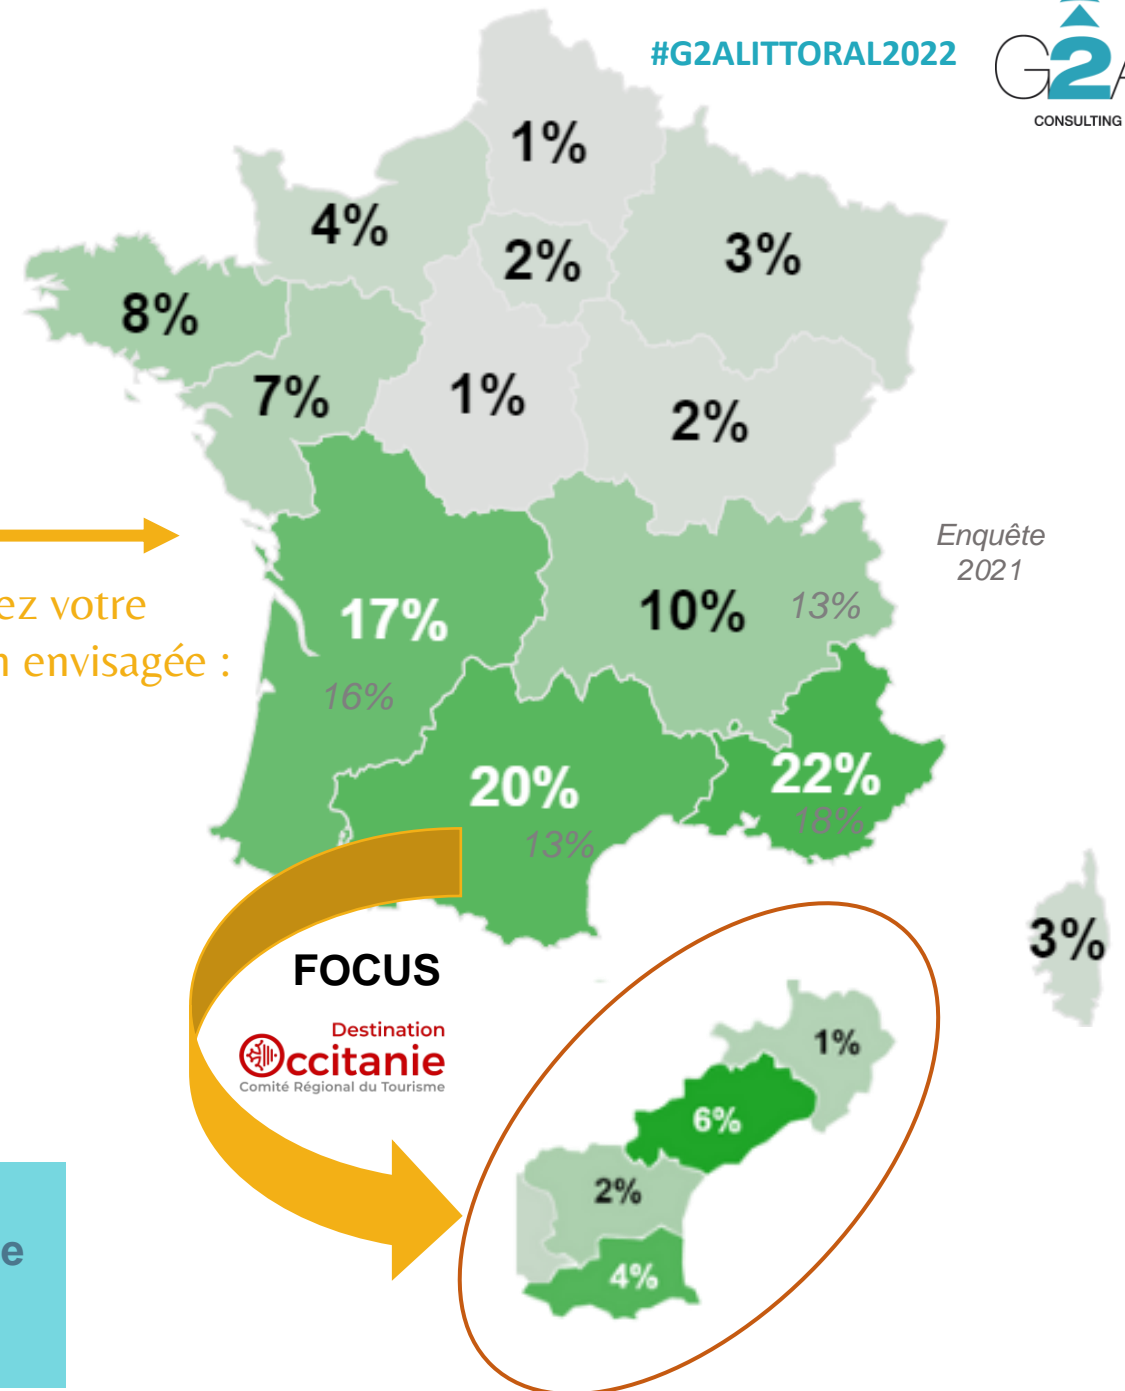 #G2ALITTORAL2022
G2A
CONSULTING
1%
4%
2%
3%
8%
7%
1%
2%
Enquête
2021
ez votre
n envisagée :
17%
16%
10%
13%
20%
13%
22%
18%
3%
FOCUS
Destination
Occitanie
Comité Régional du Tourisme
1%
6%
2%
4%
e